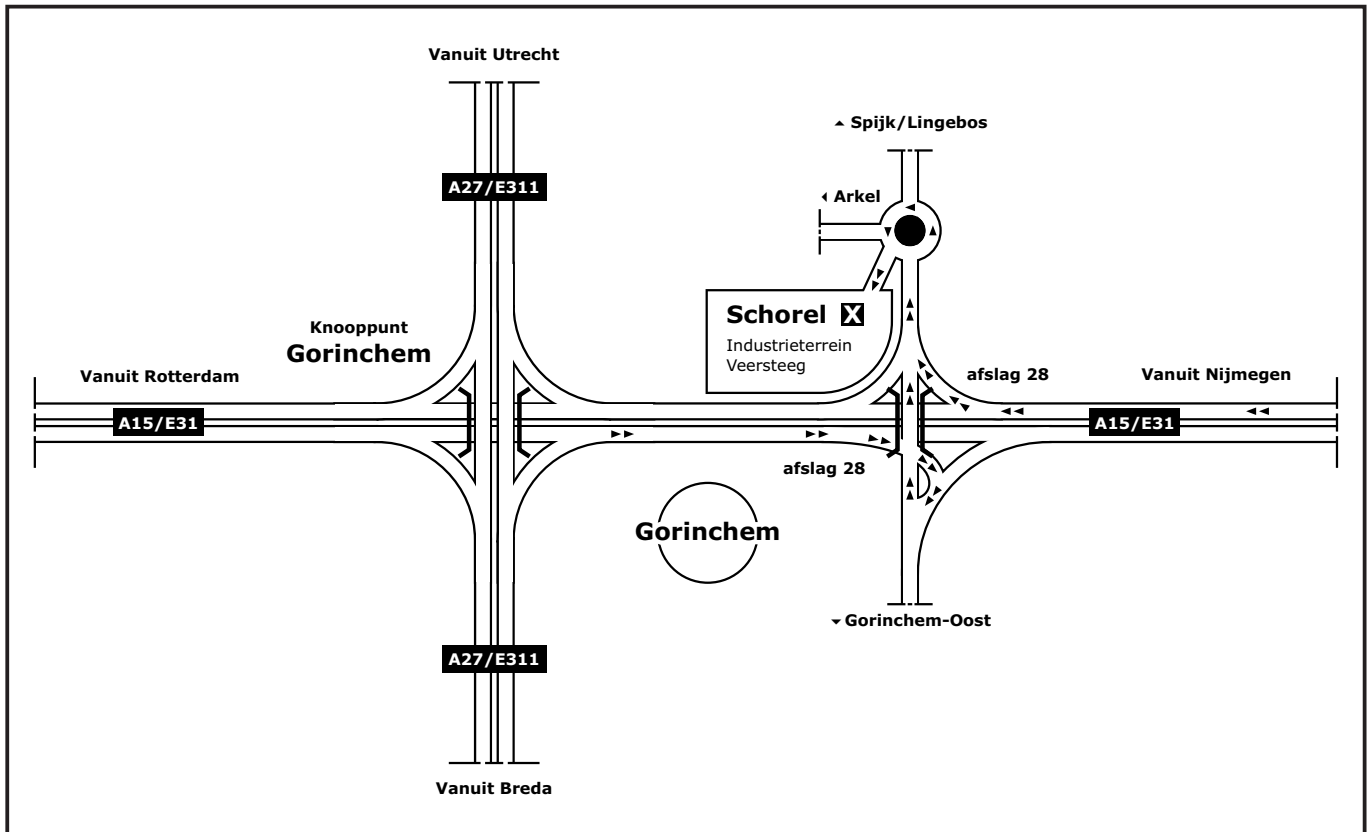 Vanuit Utrecht
Spijk/Lingebos
A27/E311
Arkel
Schorel X
Industrieterrein
Veersteeg
Knooppunt
Gorinchem
Vanuit Rotterdam
afslag 28
Vanuit Nijmegen
A15/E31
A15/E31
afslag 28
Gorinchem
Gorinchem-Oost
A27/E311
Vanuit Breda